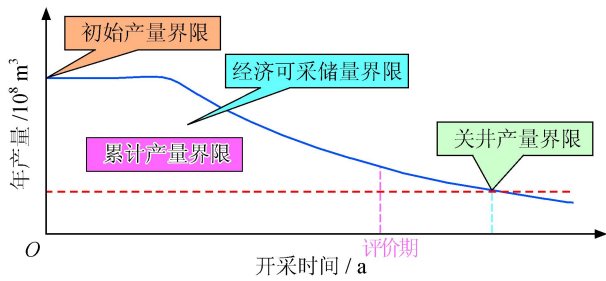 初始产量界限
经济可采储量界限
累计产量界限
关井产量界限
年产量 /10⁸ m³
O
评价期
开采时间 / a